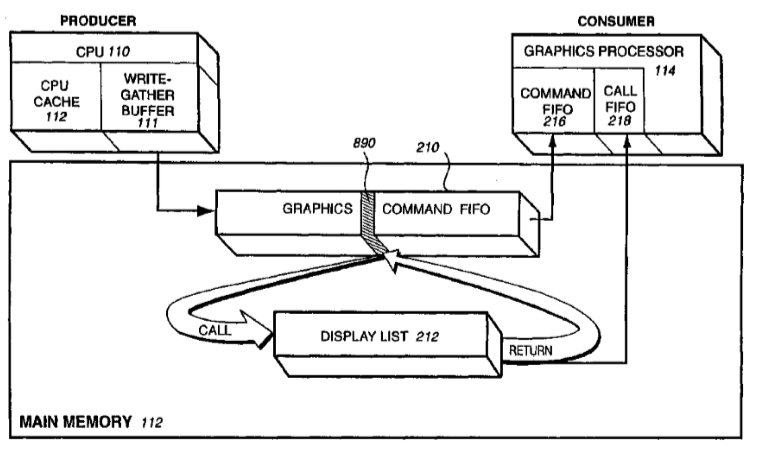 PRODUCER
CPU 110
CPU
CACHE
112
WRITE-
GATHER
BUFFER
111
CONSUMER
GRAPHICS PROCESSOR
114
COMMAND
FIFO
216
CALL
FIFO
218
890
210
GRAPHICS COMMAND FIFO
CALL
DISPLAY LIST 212
RETURN
MAIN MEMORY 112